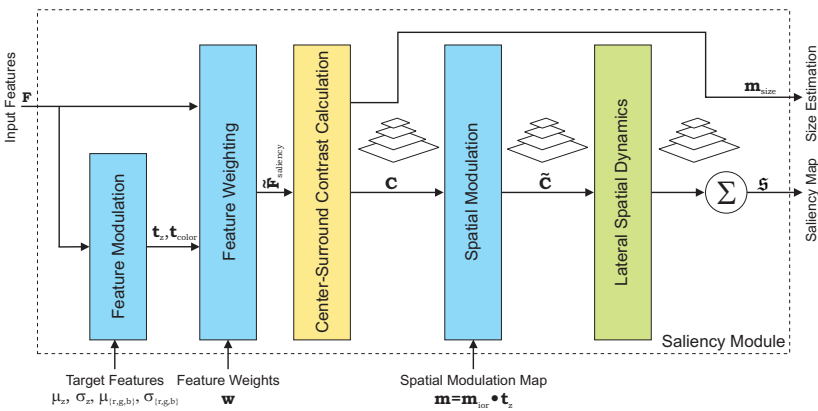 Input Features
F
Feature Modulation
t_z, t_color
Feature Weighting
F̃_saliency
Center-Surround Contrast Calculation
C
Spatial Modulation
C̃
Lateral Spatial Dynamics
m_size
Size Estimation
Σ
𝔖
Saliency Map
Saliency Module
Target Features
μ_z, σ_z, μ_{r,g,b}, σ_{r,g,b}
Feature Weights
w
Spatial Modulation Map
m=m_ior • t_z